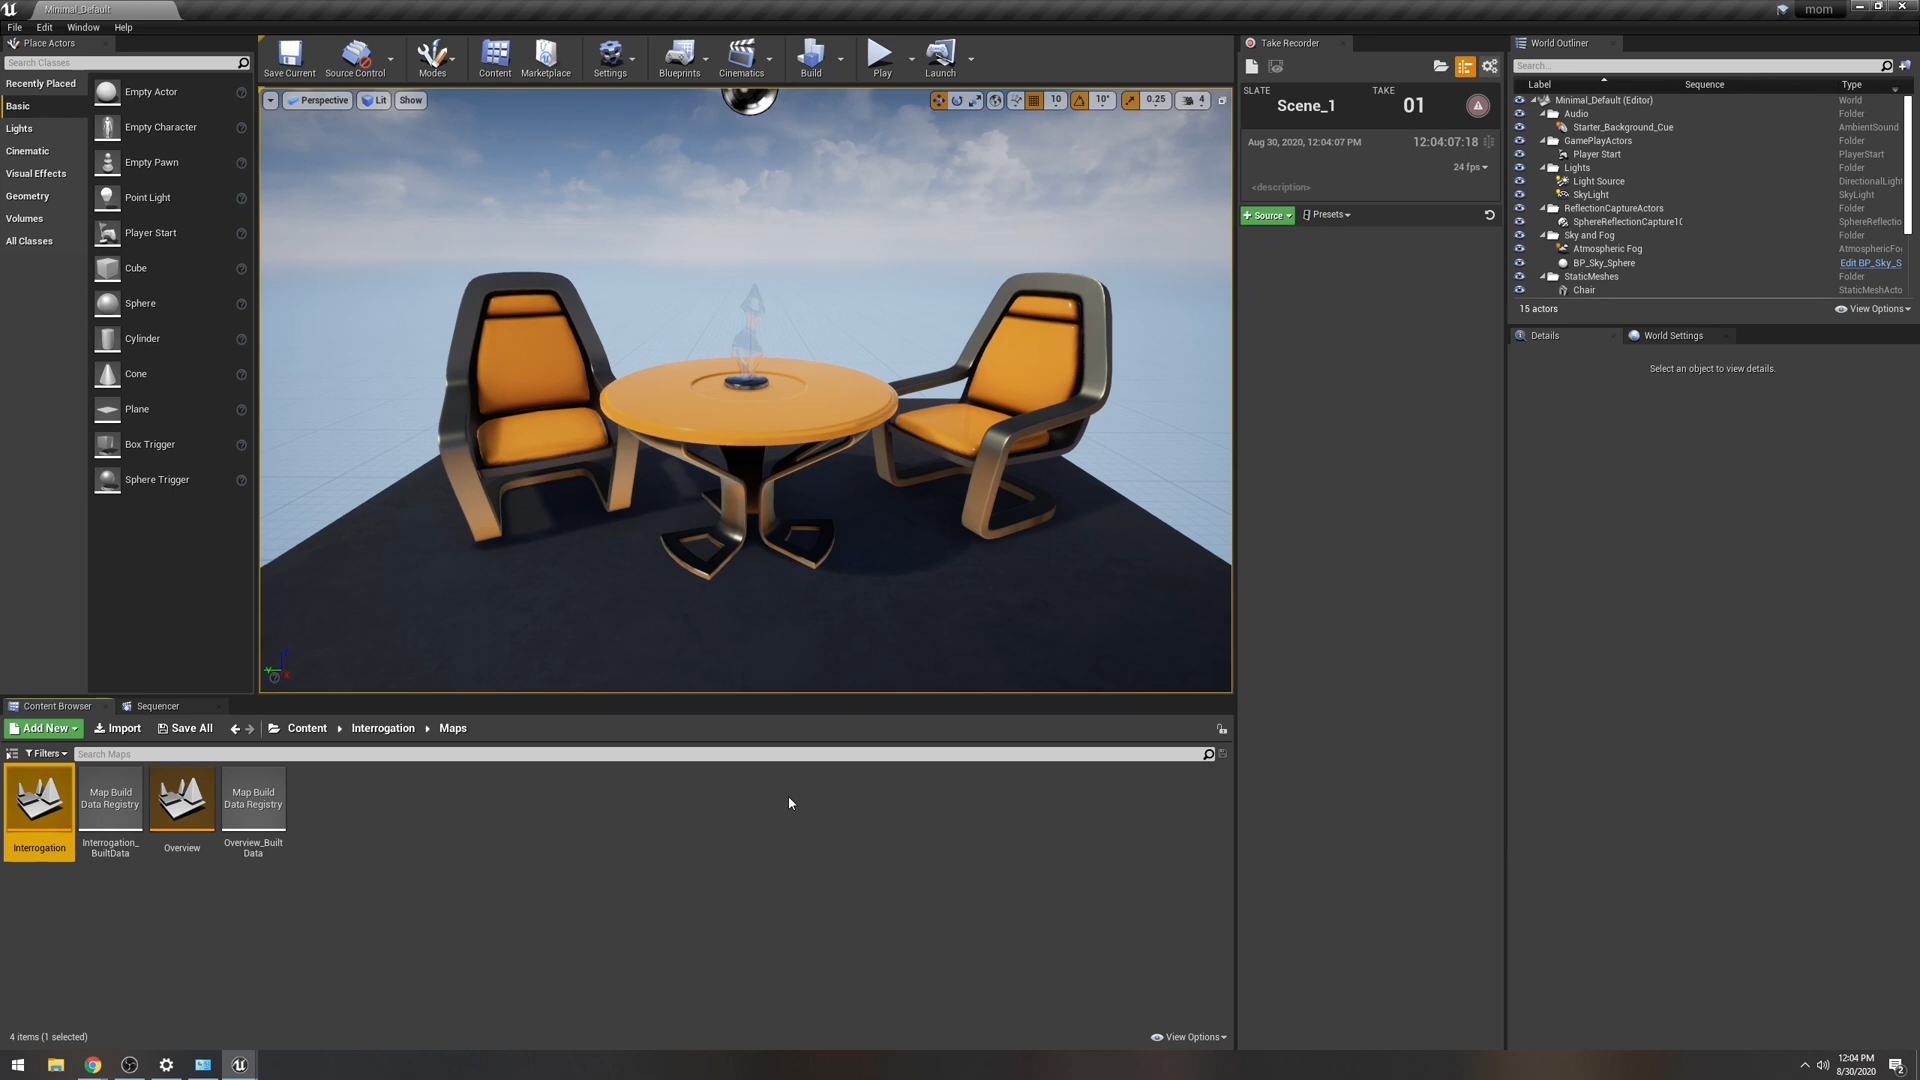 Minimal_Default
mom
File Edit Window Help
Place Actors
Search Classes
Recently Placed
Basic
Lights
Cinematic
Visual Effects
Geometry
Volumes
All Classes
Empty Actor
Empty Character
Empty Pawn
Point Light
Player Start
Cube
Sphere
Cylinder
Cone
Plane
Box Trigger
Sphere Trigger
Save Current
Source Control
Modes
Content
Marketplace
Settings
Blueprints
Cinematics
Build
Play
Launch
Perspective
Lit
Show
10
10°
0.25
4
Take Recorder
SLATE
Scene_1
TAKE
01
Aug 30, 2020, 12:04:07 PM
12:04:07:18
24 fps
<description>
+ Source
Presets
World Outliner
Search...
Label Sequence Type
Minimal_Default (Editor) World
Audio Folder
Starter_Background_Cue AmbientSound
GamePlayActors Folder
Player Start PlayerStart
Lights Folder
Light Source DirectionalLight
SkyLight SkyLight
ReflectionCaptureActors Folder
SphereReflectionCapture10 SphereReflectio
Sky and Fog Folder
Atmospheric Fog AtmosphericFo
BP_Sky_Sphere Edit BP_Sky_S
StaticMeshes Folder
Chair StaticMeshActo
15 actors
View Options
Details
World Settings
Select an object to view details.
Content Browser
Sequencer
Add New
Import
Save All
Content
Interrogation
Maps
Filters
Search Maps
Map Build
Data Registry
Map Build
Data Registry
Interrogation
Interrogation_
BuiltData
Overview
Overview_Built
Data
4 items (1 selected)
View Options
12:04 PM
8/30/2020
2